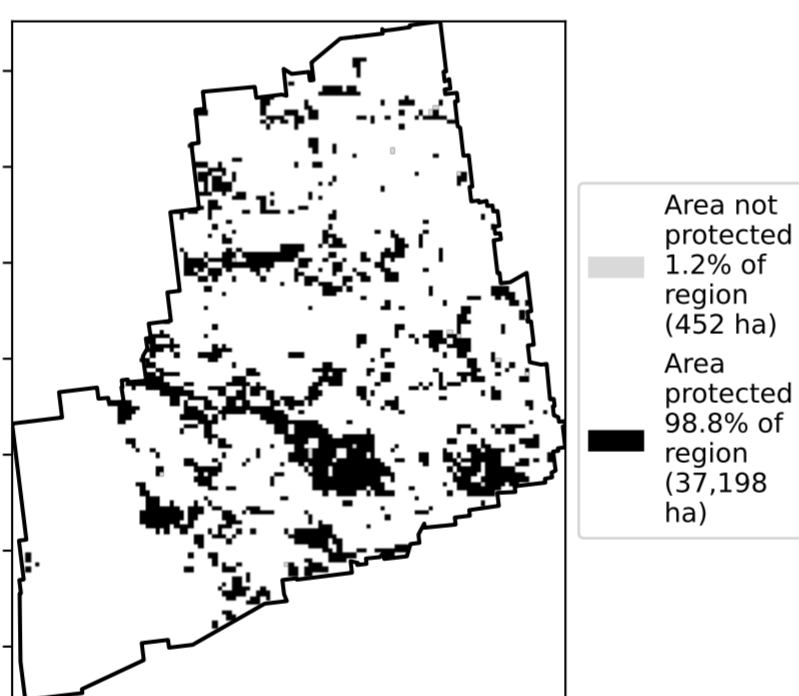 Area not
protected
1.2% of
region
(452 ha)
Area
protected
98.8% of
region
(37,198
ha)